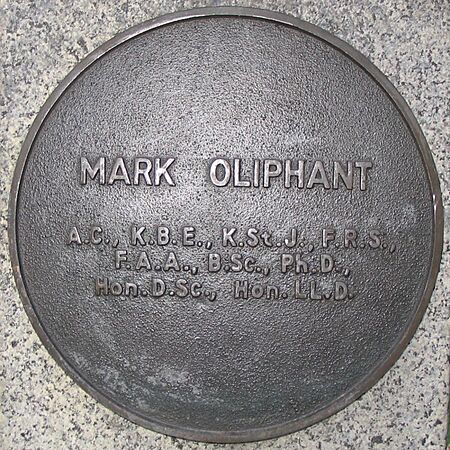 MARK OLIPHANT
A.C., K.B.E., K.St.J., F.R.S.,
F.A.A., B.Sc., Ph.D.,
Hon.D.Sc., Hon.LL.D.